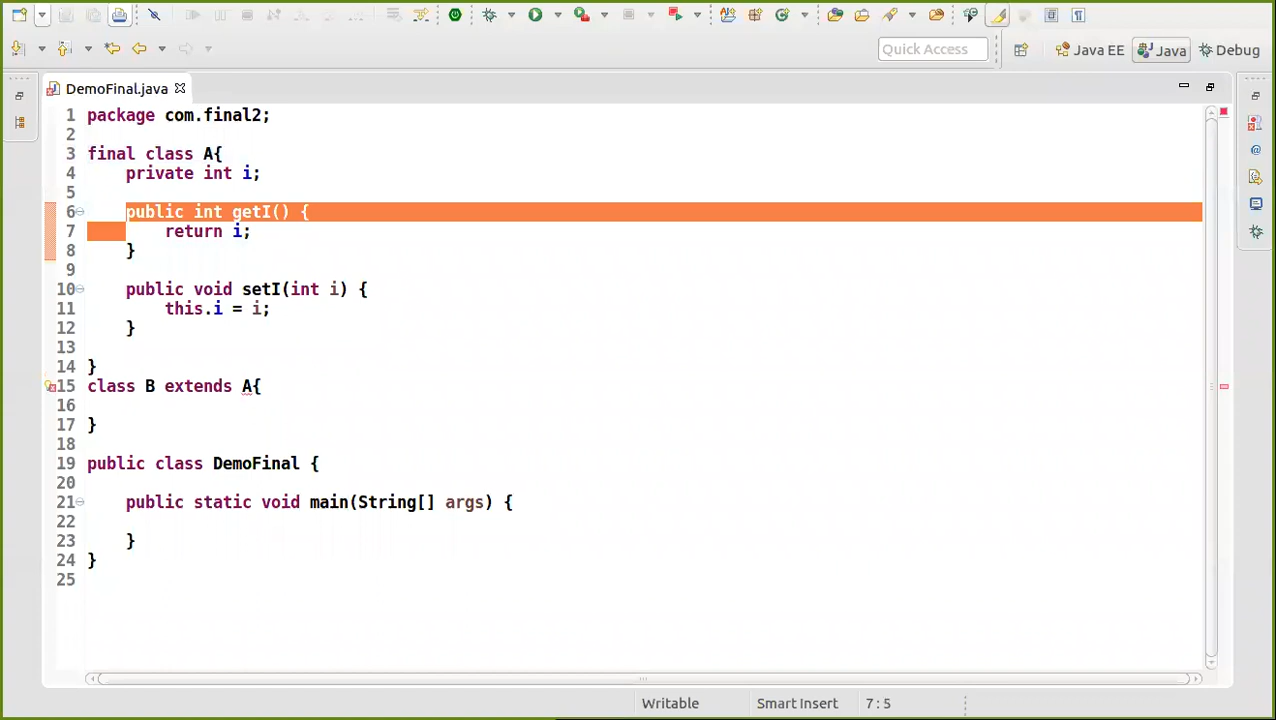 Quick Access
Java EE
Java
Debug
DemoFinal.java
1 package com.final2;
2
3 final class A{
4 private int i;
5
6 public int getI() {
7 return i;
8 }
9
10 public void setI(int i) {
11 this.i = i;
12 }
13
14 }
15 class B extends A{
16
17 }
18
19 public class DemoFinal {
20
21 public static void main(String[] args) {
22
23 }
24 }
25
Writable
Smart Insert
7 : 5